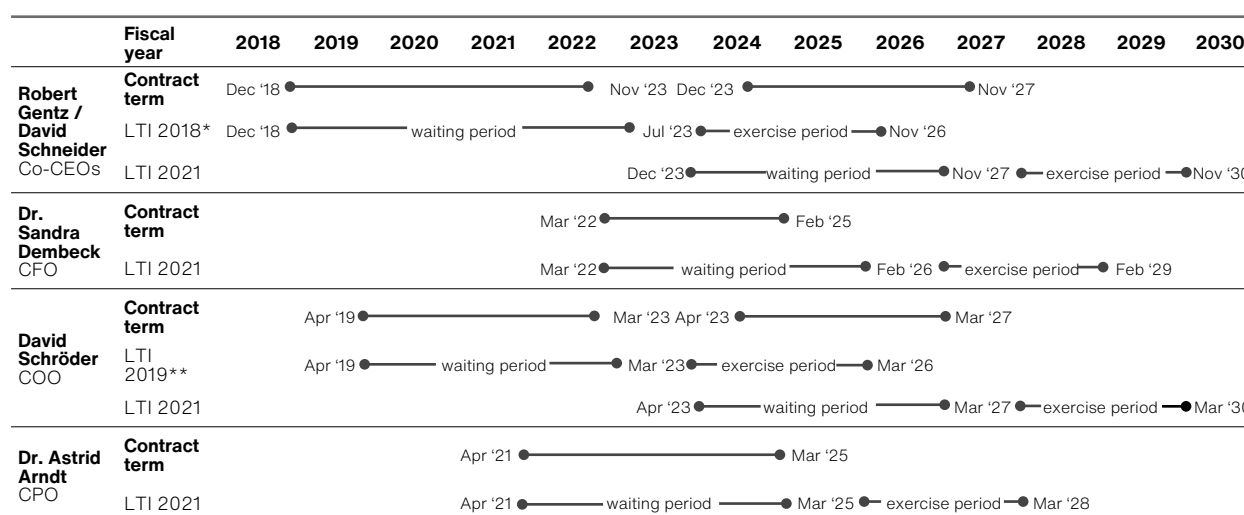 Fiscal year 2018 2019 2020 2021 2022 2023 2024 2025 2026 2027 2028 2029 2030
Robert Gentz / David Schneider Co-CEOs
Contract term Dec ‘18 Nov ‘23 Dec ‘23 Nov ‘27
LTI 2018* Dec ‘18 waiting period Jul ‘23 exercise period Nov ‘26
LTI 2021 Dec ‘23 waiting period Nov ‘27 exercise period Nov ‘30
Dr. Sandra Dembeck CFO
Contract term Mar ‘22 Feb ‘25
LTI 2021 Mar ‘22 waiting period Feb ‘26 exercise period Feb ‘29
David Schröder COO
Contract term Apr ‘19 Mar ‘23 Apr ‘23 Mar ‘27
LTI 2019** Apr ‘19 waiting period Mar ‘23 exercise period Mar ‘26
LTI 2021 Apr ‘23 waiting period Mar ‘27 exercise period Mar ‘30
Dr. Astrid Arndt CPO
Contract term Apr ‘21 Mar ‘25
LTI 2021 Apr ‘21 waiting period Mar ‘25 exercise period Mar ‘28